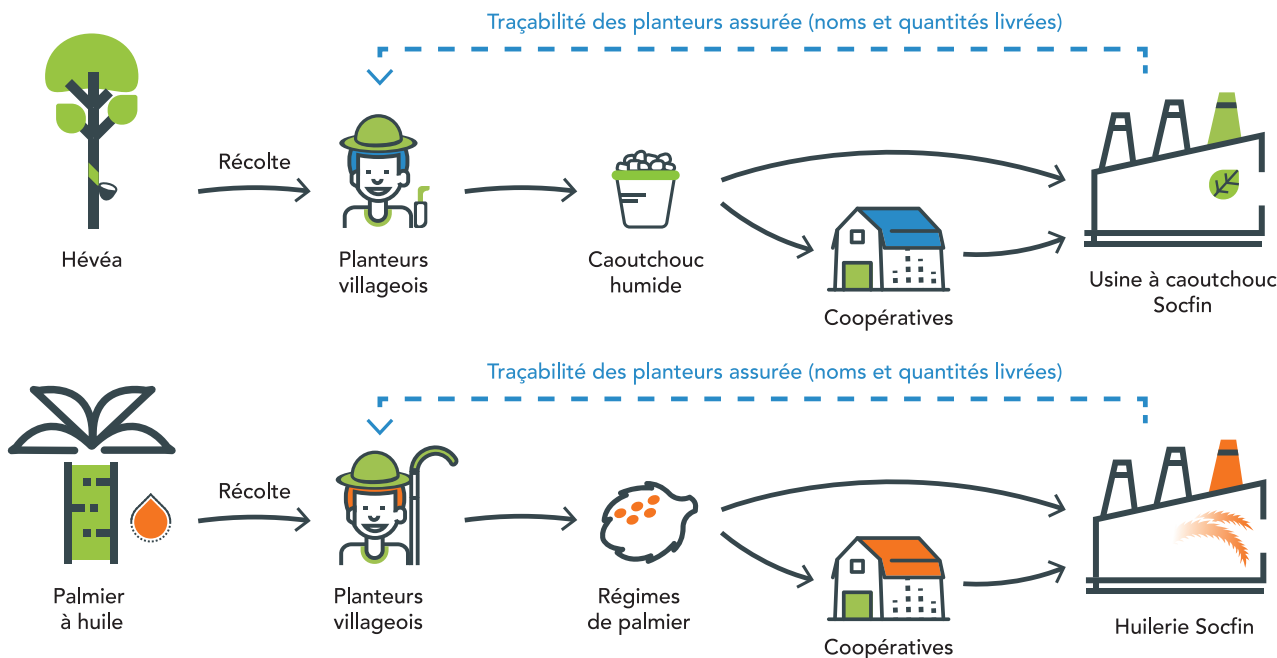 Traçabilité des planteurs assurée (noms et quantités livrées)
Récolte
Hévéa
Planteurs
villageois
Caoutchouc
humide
Coopératives
Usine à caoutchouc
Socfin
Traçabilité des planteurs assurée (noms et quantités livrées)
Récolte
Palmier
à huile
Planteurs
villageois
Régimes
de palmier
Coopératives
Huilerie Socfin